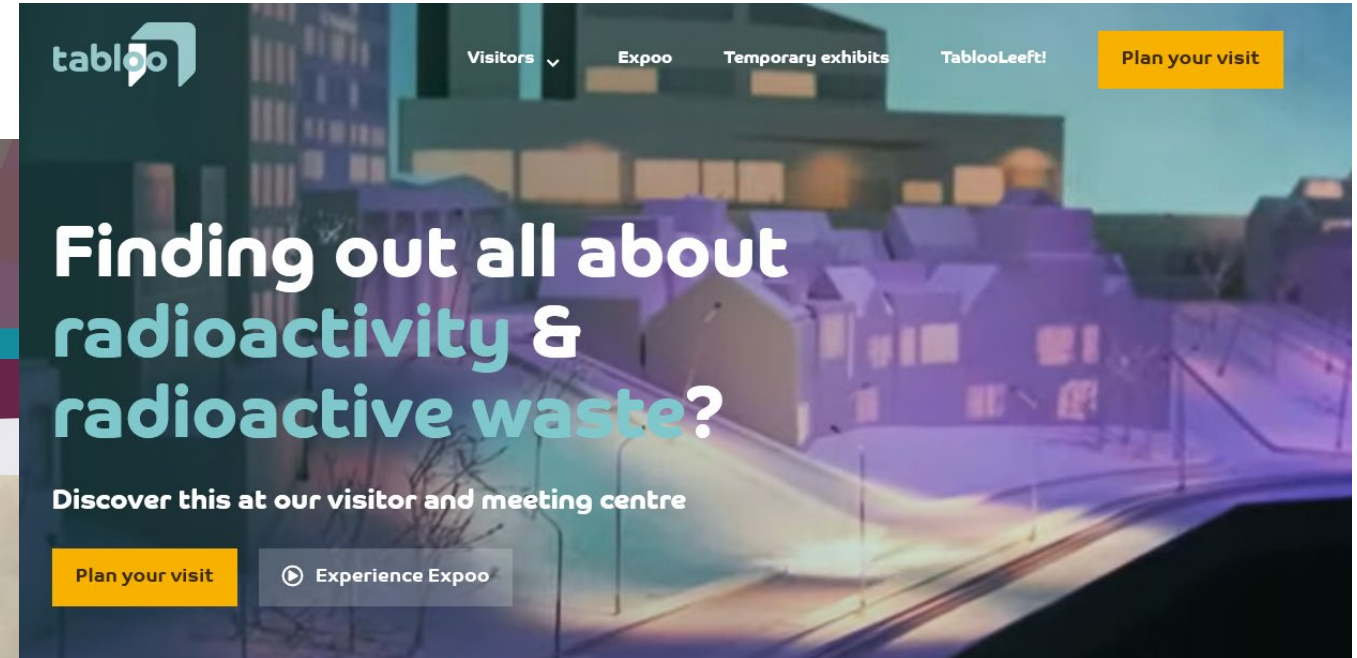 tabloo
Visitors
Expoo
Temporary exhibits
TablooLeeft!
Plan your visit
Finding out all about
radioactivity &
radioactive waste?
Discover this at our visitor and meeting centre
Plan your visit
Experience Expoo